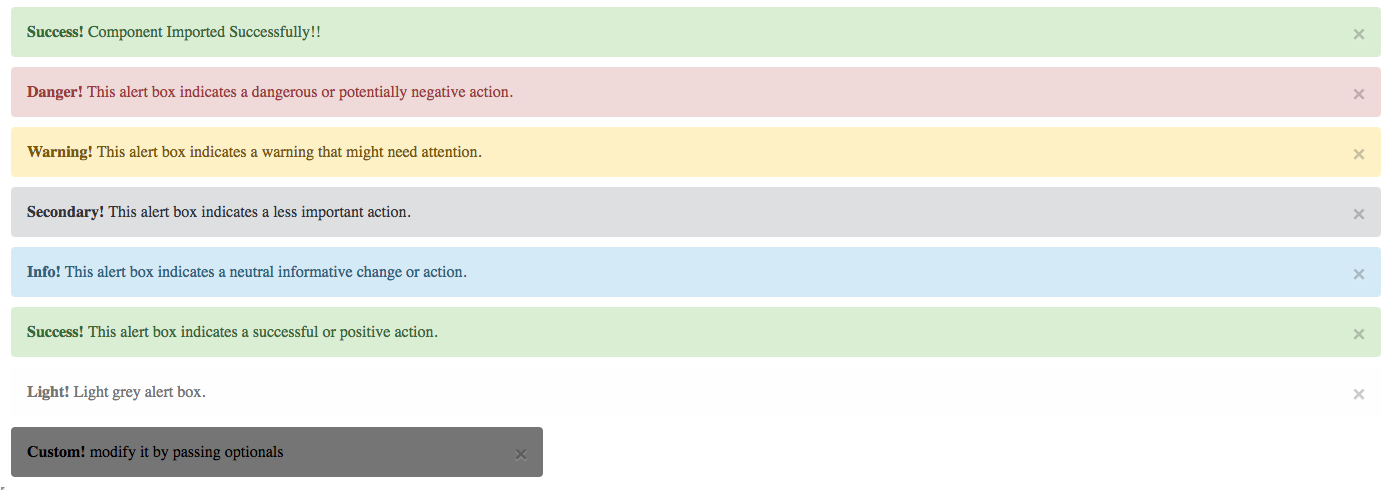 Success! Component Imported Successfully!! ×
Danger! This alert box indicates a dangerous or potentially negative action. ×
Warning! This alert box indicates a warning that might need attention. ×
Secondary! This alert box indicates a less important action. ×
Info! This alert box indicates a neutral informative change or action. ×
Success! This alert box indicates a successful or positive action. ×
Light! Light grey alert box. ×
Custom! modify it by passing optionals ×